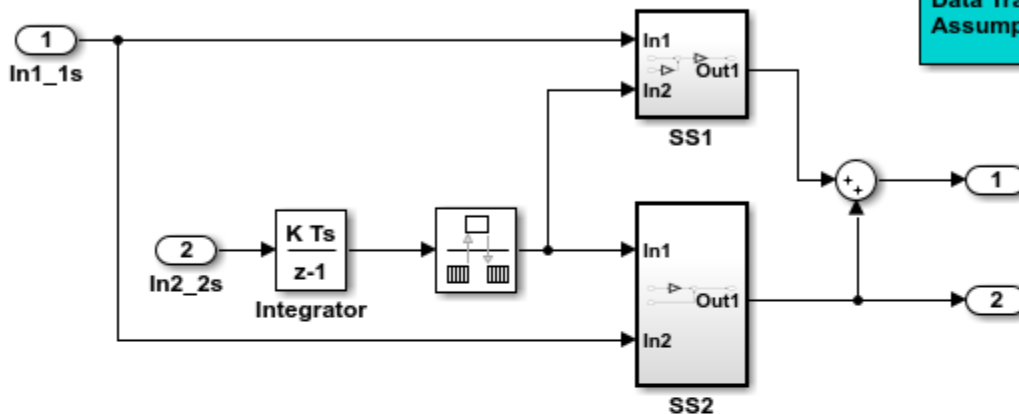 Data Tra
Assump
1
In1_1s
In1
In2
Out1
SS1
2
In2_2s
K Ts
z-1
Integrator
In1
In2
Out1
SS2
+
+
1
2